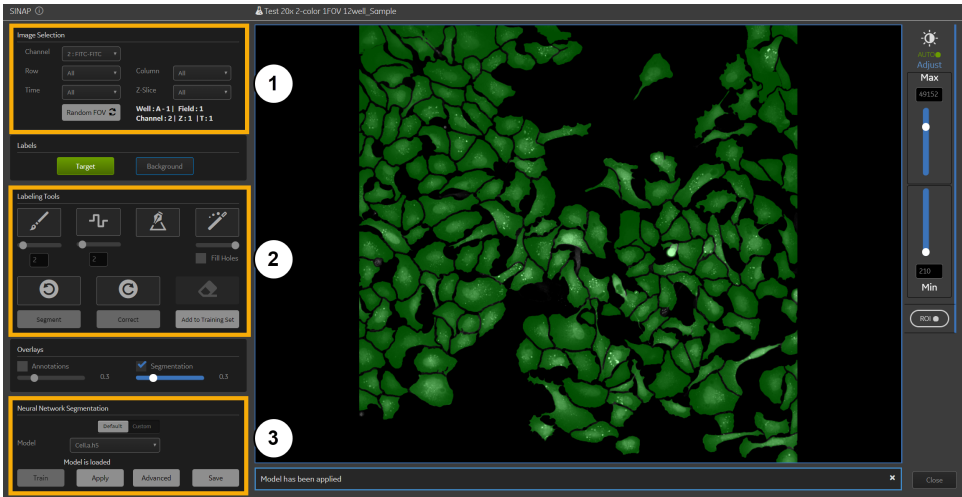 SINAP ⓘ
Test 20x 2-color 1FOV 12well_Sample
Image Selection
Channel 2 : FITC-FITC
Row All Column All
Time All Z-Slice All
Random FOV Well : A - 1 | Field : 1
Channel : 2 | Z : 1 | T : 1
1
Labels
Target Background
Labeling Tools
2 2 Fill Holes
2
Segment Correct Add to Training Set
Overlays
Annotations Segmentation
0.3 0.3
Neural Network Segmentation
Default Custom
Model Cell.a.h5
Model is loaded
Train Apply Advanced Save
3
Model has been applied ×
AUTO
Adjust
Max
49152
210
Min
ROI
Close